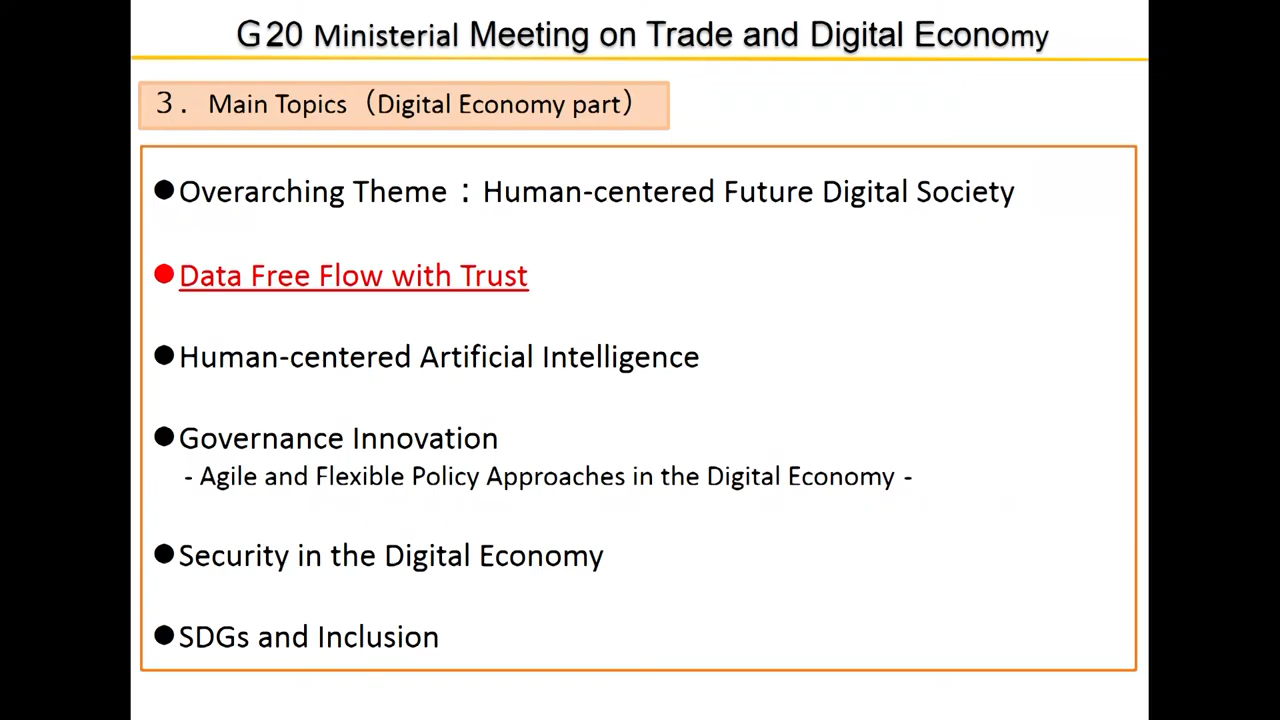 G20 Ministerial Meeting on Trade and Digital Economy
３. Main Topics（Digital Economy part）
●Overarching Theme：Human-centered Future Digital Society
●Data Free Flow with Trust
●Human-centered Artificial Intelligence
●Governance Innovation
- Agile and Flexible Policy Approaches in the Digital Economy -
●Security in the Digital Economy
●SDGs and Inclusion